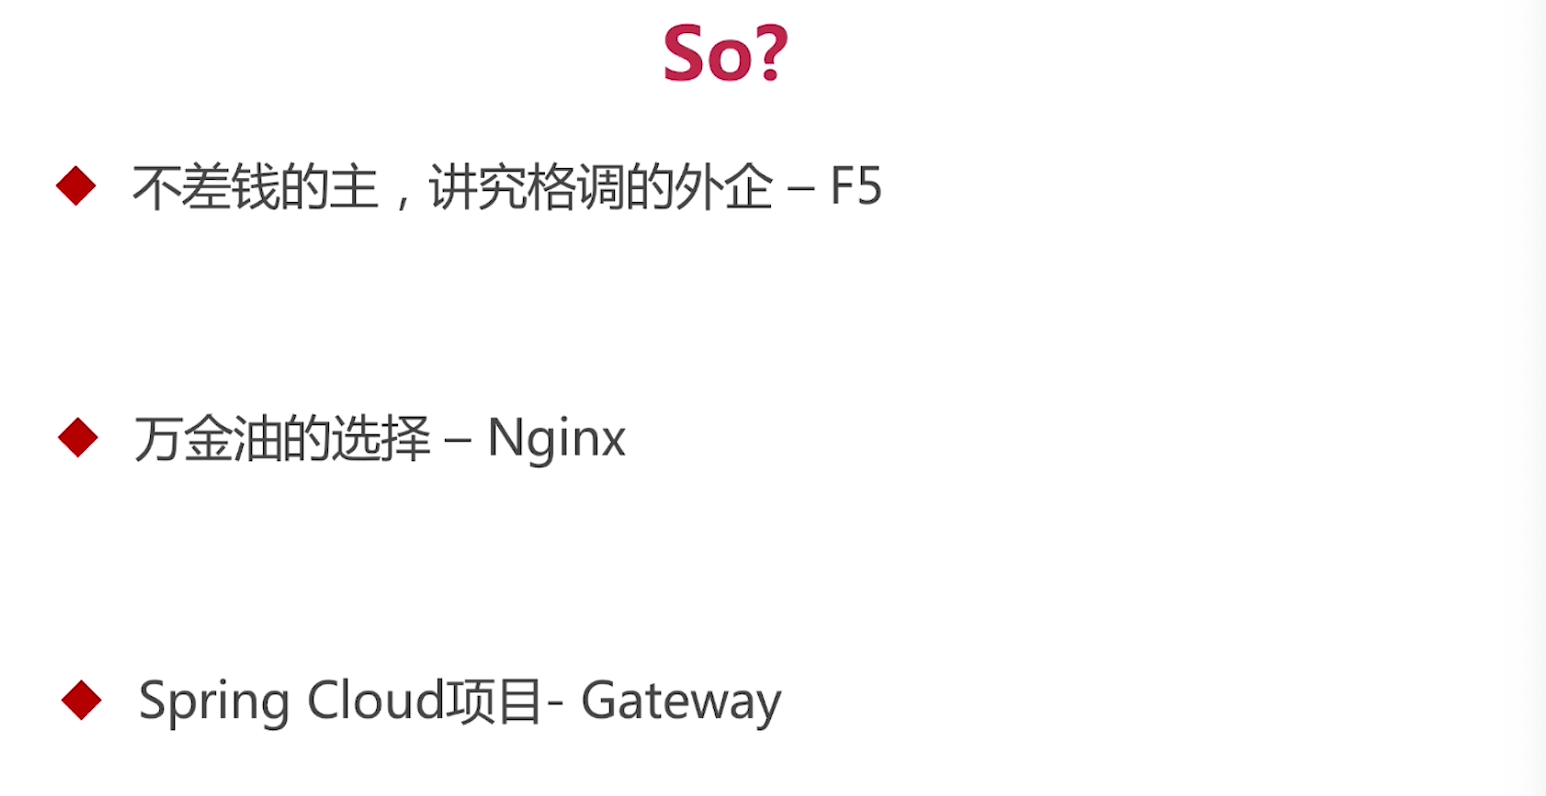 So?
不差钱的主，讲究格调的外企 – F5
万金油的选择 – Nginx
Spring Cloud项目- Gateway